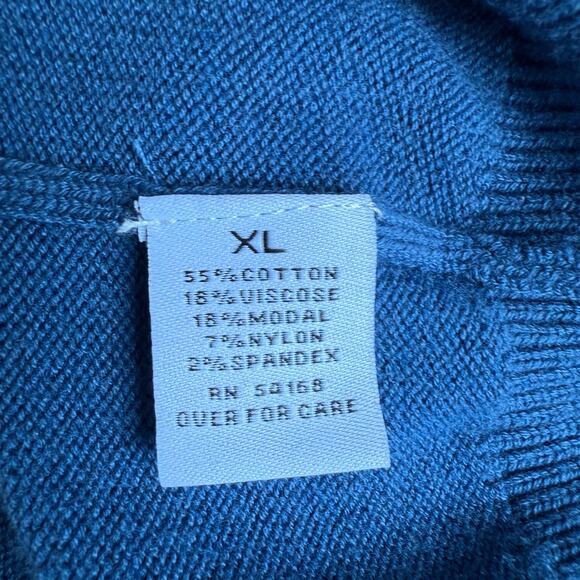 XL
55%COTTON
18%VISCOSE
18%MODAL
7%NYLON
2%SPANDEX
RN 54168
OVER FOR CARE